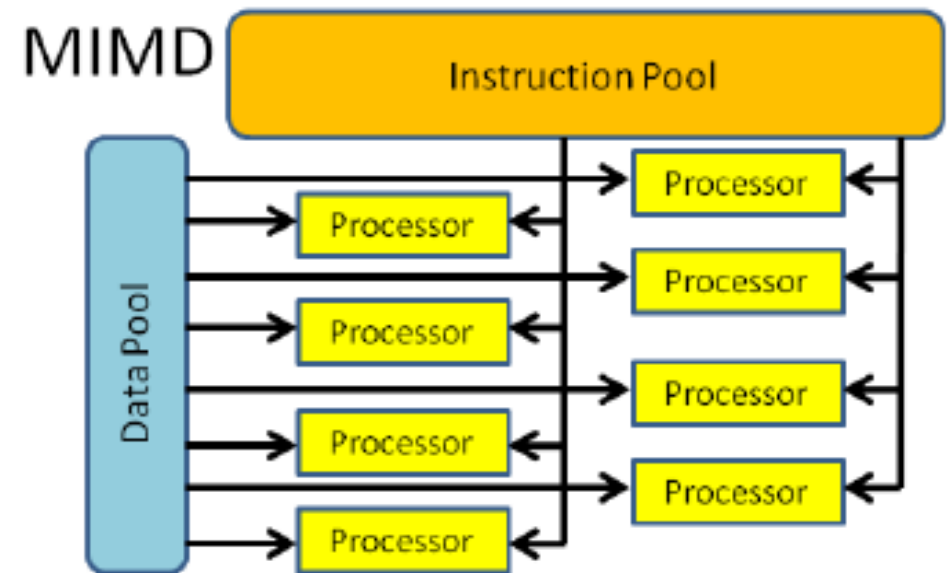 MIMD
Instruction Pool
Data Pool
Processor
Processor
Processor
Processor
Processor
Processor
Processor
Processor